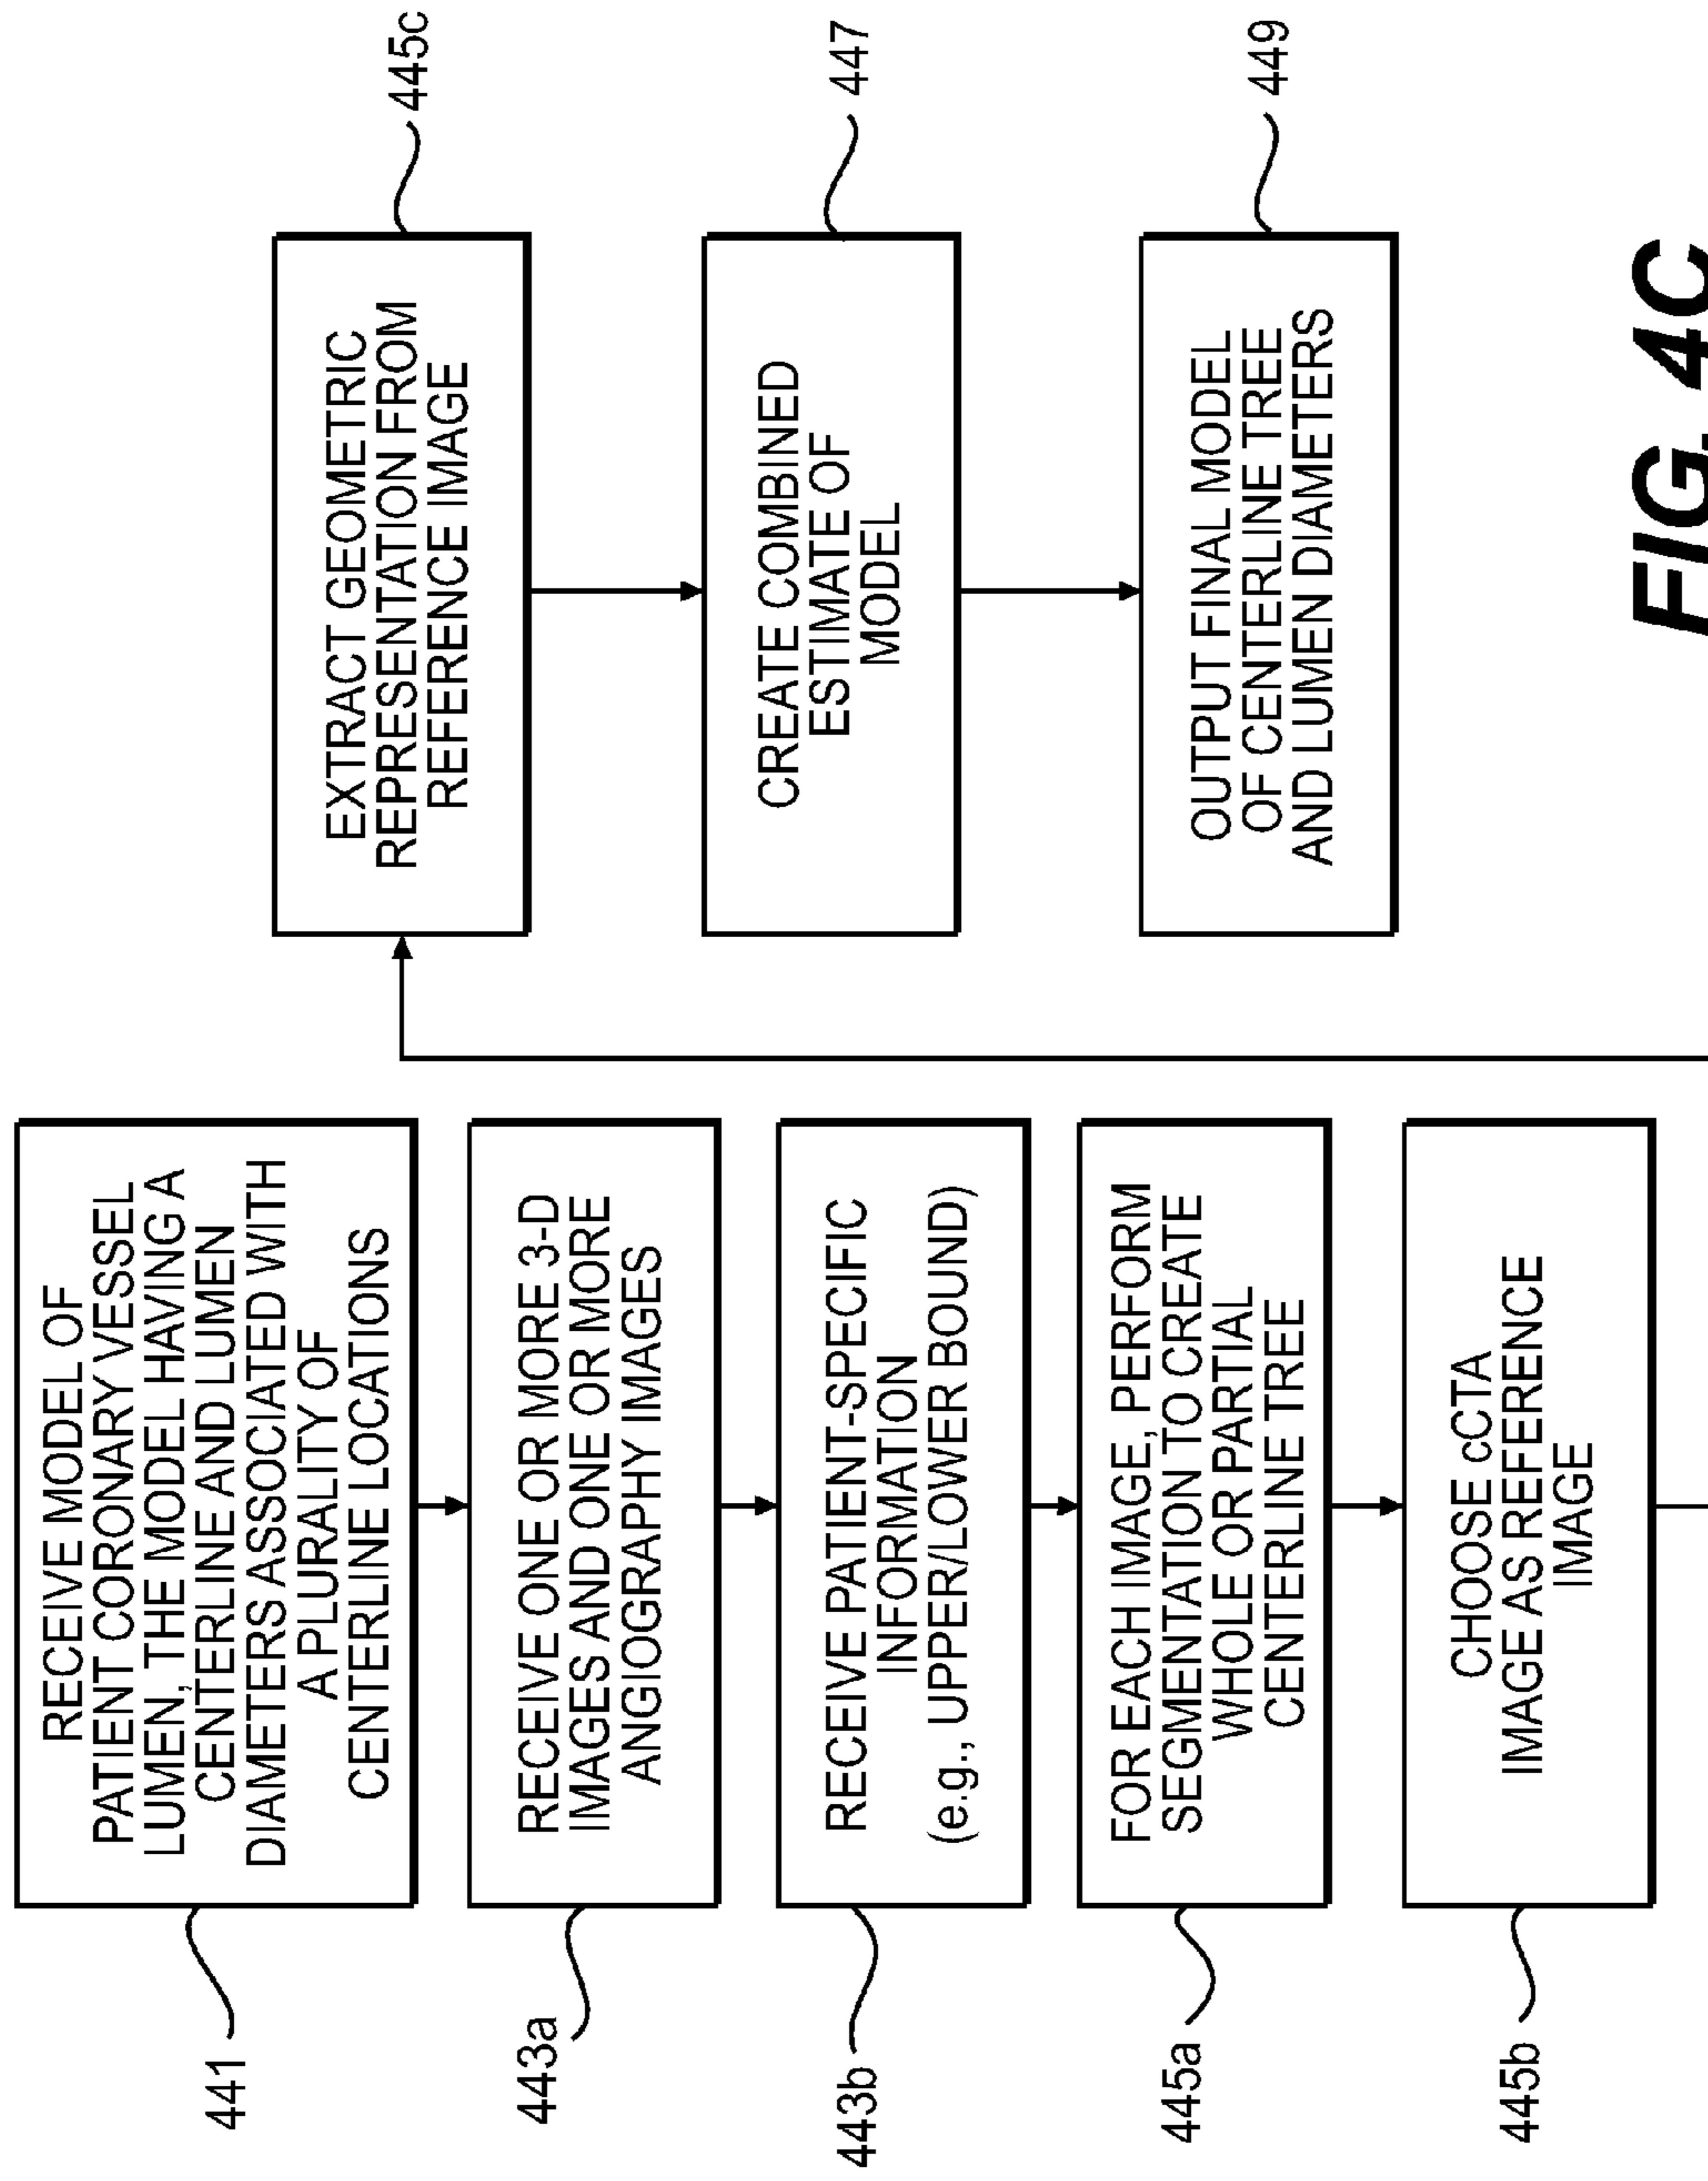 441
RECEIVE MODEL OF
PATIENT CORONARY VESSEL
LUMEN, THE MODEL HAVING A
CENTERLINE AND LUMEN
DIAMETERS ASSOCIATED WITH
A PLURALITY OF
CENTERLINE LOCATIONS
443a
RECEIVE ONE OR MORE 3-D
IMAGES AND ONE OR MORE
ANGIOGRAPHY IMAGES
443b
RECEIVE PATIENT-SPECIFIC
INFORMATION
(e.g., UPPER/LOWER BOUND)
445a
FOR EACH IMAGE, PERFORM
SEGMENTATION TO CREATE
WHOLE OR PARTIAL
CENTERLINE TREE
445b
CHOOSE cCTA
IMAGE AS REFERENCE
IMAGE
445c
EXTRACT GEOMETRIC
REPRESENTATION FROM
REFERENCE IMAGE
447
CREATE COMBINED
ESTIMATE OF
MODEL
449
OUTPUT FINAL MODEL
OF CENTERLINE TREE
AND LUMEN DIAMETERS
FIG. 4C